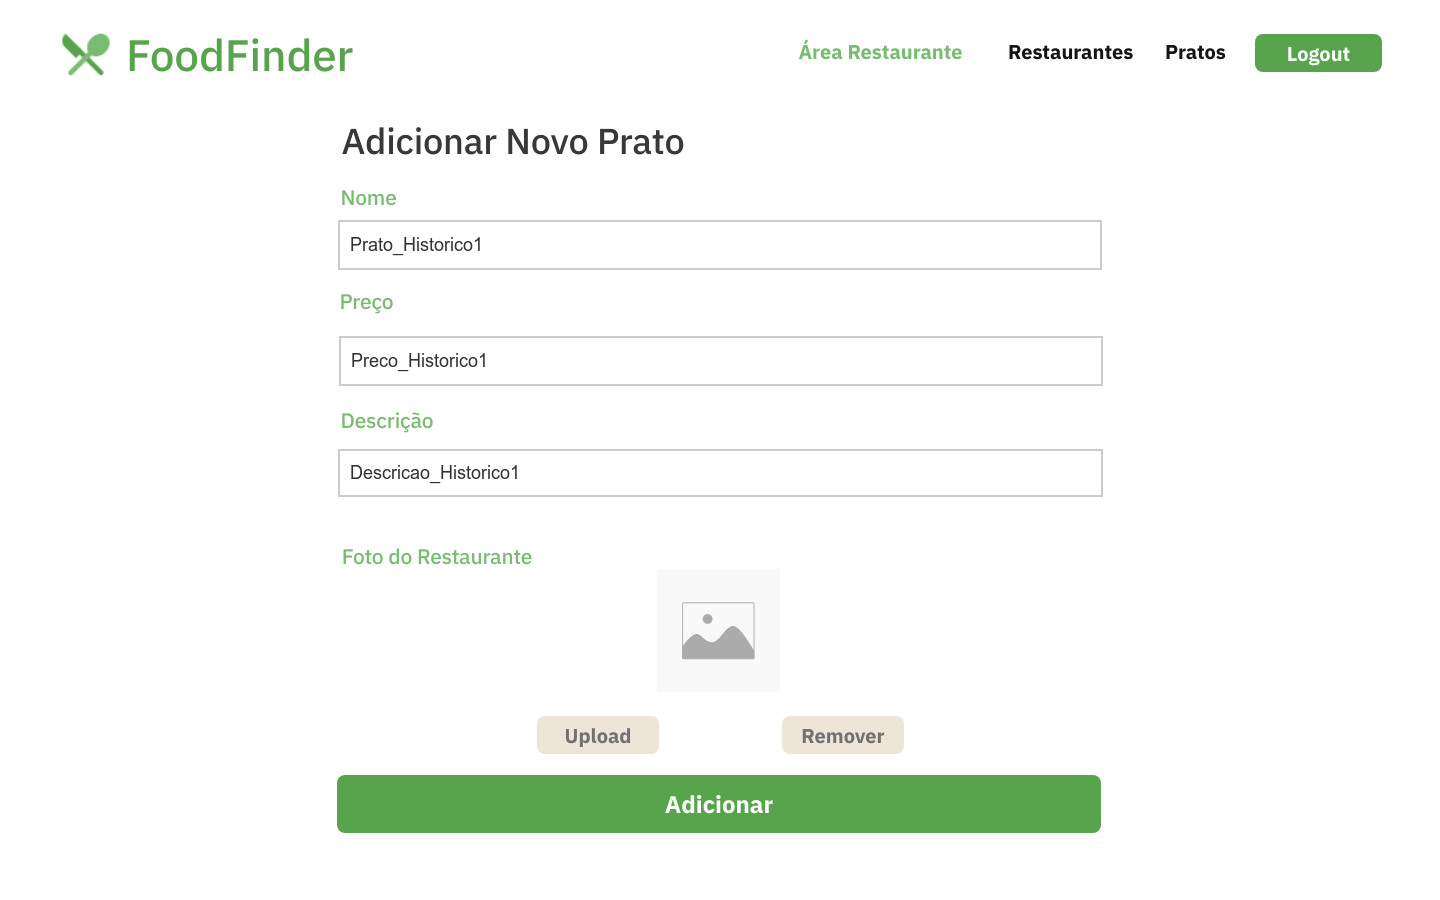 FoodFinder
Área Restaurante Restaurantes Pratos Logout
Adicionar Novo Prato
Nome
Prato_Historico1
Preço
Preco_Historico1
Descrição
Descricao_Historico1
Foto do Restaurante
Upload Remover
Adicionar